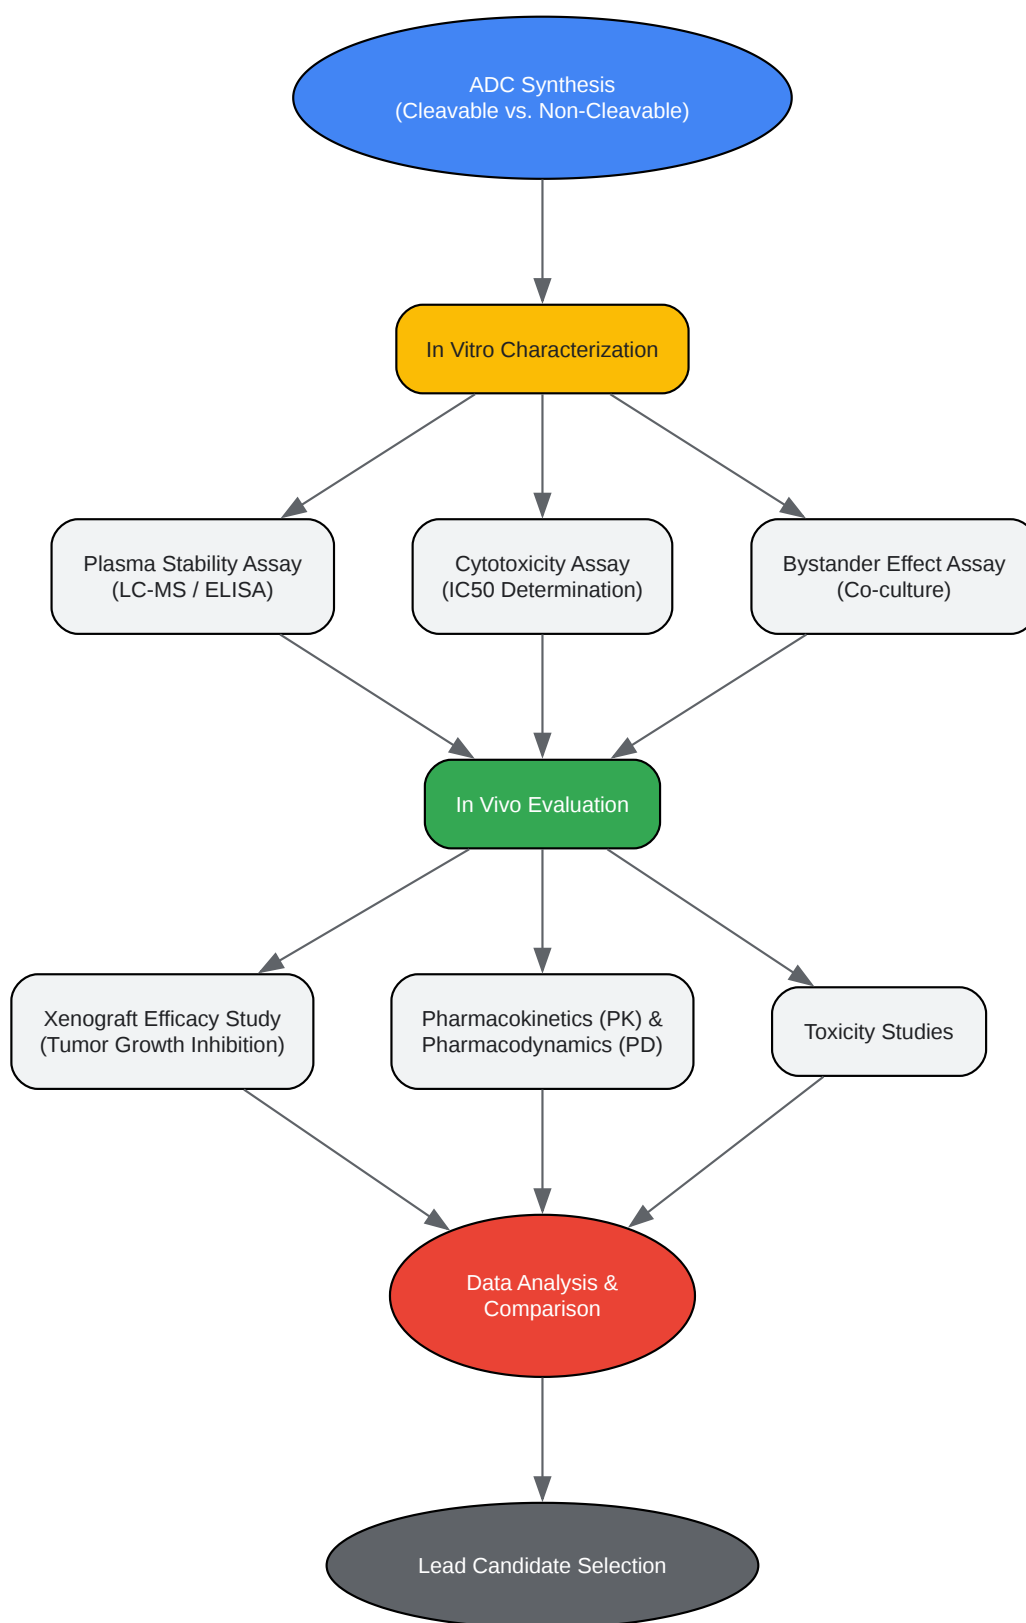 ADC Synthesis
(Cleavable vs. Non-Cleavable)
In Vitro Characterization
Plasma Stability Assay
(LC-MS / ELISA)
Cytotoxicity Assay
(IC50 Determination)
Bystander Effect Assay
(Co-culture)
In Vivo Evaluation
Xenograft Efficacy Study
(Tumor Growth Inhibition)
Pharmacokinetics (PK) &
Pharmacodynamics (PD)
Toxicity Studies
Data Analysis &
Comparison
Lead Candidate Selection